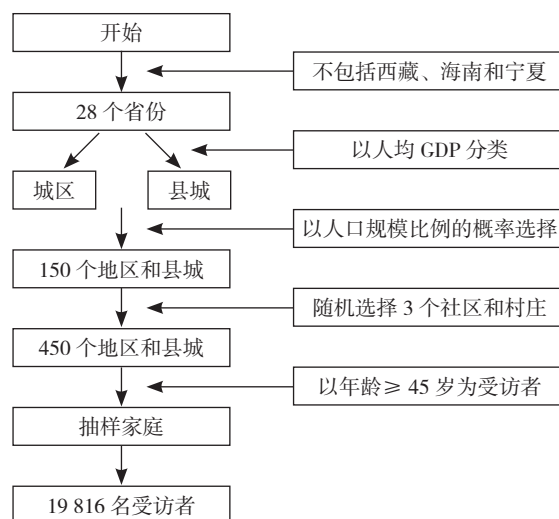 开始
不包括西藏、海南和宁夏
28 个省份
以人均 GDP 分类
城区
县城
以人口规模比例的概率选择
150 个地区和县城
随机选择 3 个社区和村庄
450 个地区和县城
以年龄≥ 45 岁为受访者
抽样家庭
19 816 名受访者